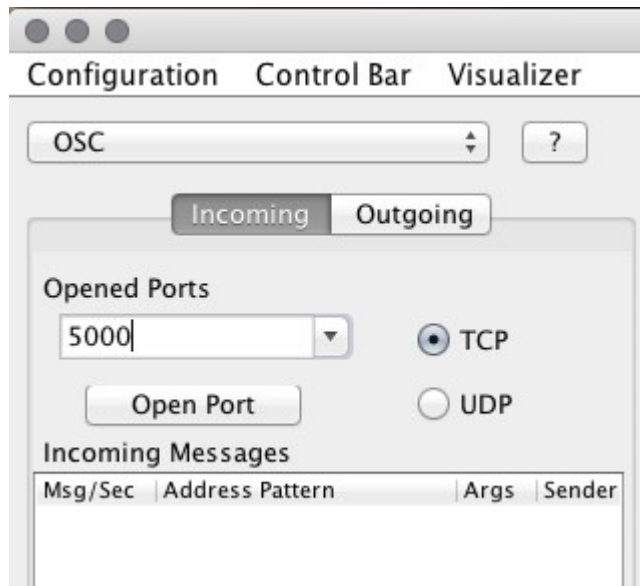 Configuration Control Bar Visualizer
OSC ?
Incoming Outgoing
Opened Ports
5000 TCP
Open Port UDP
Incoming Messages
Msg/Sec Address Pattern Args Sender